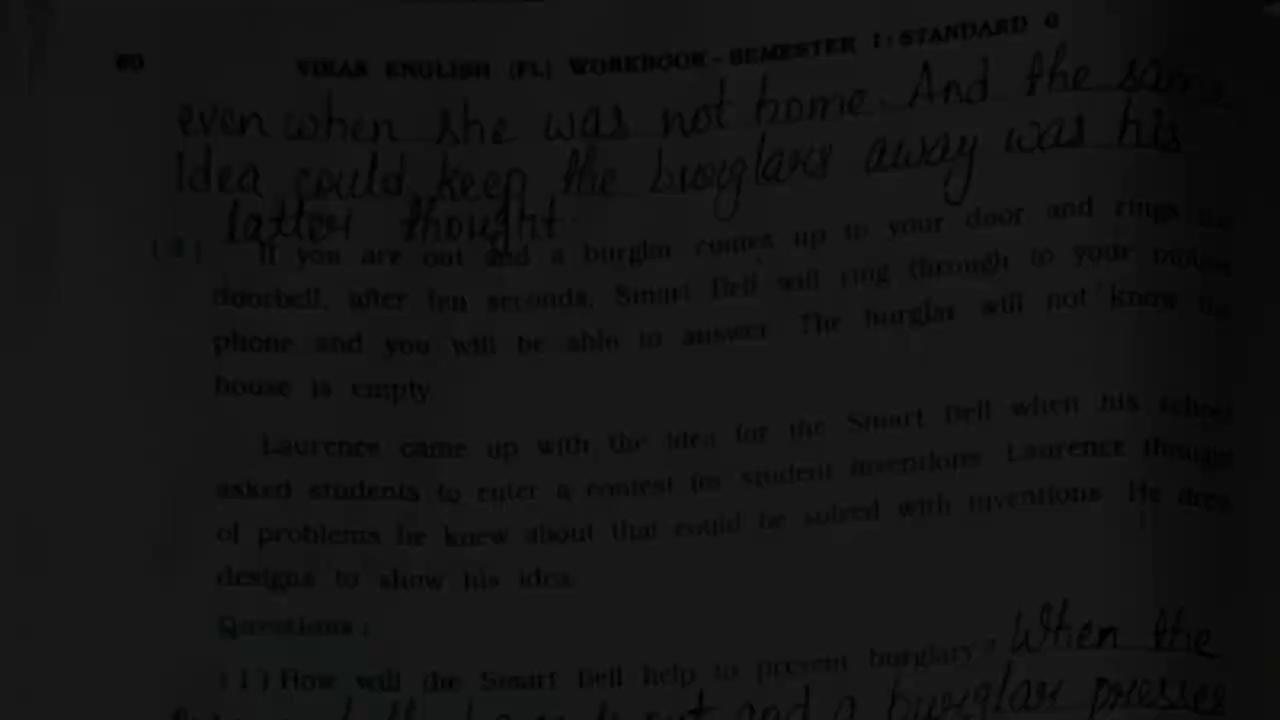 60 VIKAS ENGLISH (FL) WORKBOOK - SEMESTER I : STANDARD 6
even when she was not home. And the same
Idea could keep the burglars away was his
latter thought.
If you are out and a burglar comes up to your door and rings the
doorbell, after ten seconds, Smart Bell will ring through to your mobile
phone and you will be able to answer. The burglar will not know the
house is empty.
Laurence came up with the idea for the Smart Bell when his school
asked students to enter a contest for student inventions. Laurence thought
of problems he knew about that could be solved with inventions. He drew
designs to show his idea.
Questions :
(1) How will the Smart Bell help to prevent burglary? When the
out and a burglar presses